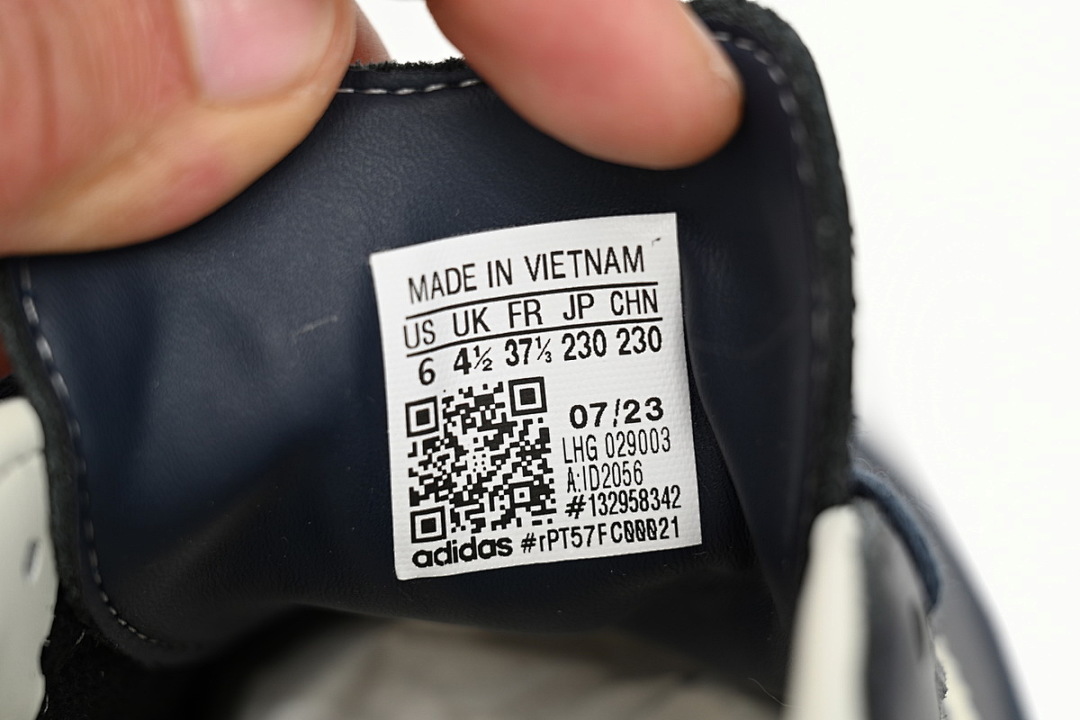 MADE IN VIETNAM
US UK FR JP CHN
6 4½ 37⅓ 230 230
07/23
LHG 029003
A:ID2056
#132958342
adidas #rPT57FC00021